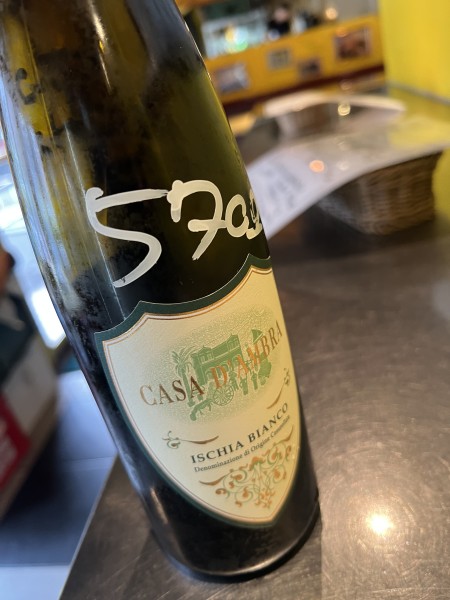 CASA D'AMBRA
ISCHIA BIANCO
Denominazione di Origine Controllata